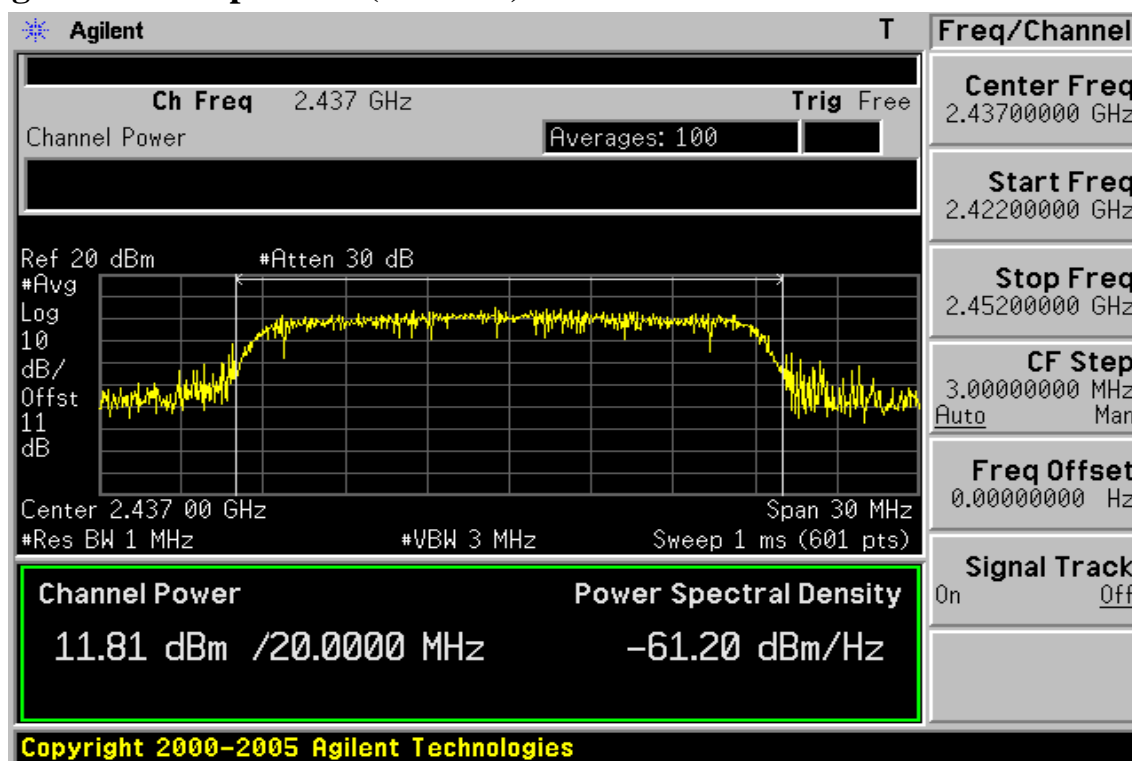 Agilent T
Freq/Channel
Ch Freq 2.437 GHz Trig Free
Channel Power Averages: 100
Ref 20 dBm #Atten 30 dB
#Avg
Log
10
dB/
Offst
11
dB
Center 2.437 00 GHz Span 30 MHz
#Res BW 1 MHz #VBW 3 MHz Sweep 1 ms (601 pts)
Channel Power Power Spectral Density
11.81 dBm /20.0000 MHz -61.20 dBm/Hz
Center Freq
2.43700000 GHz
Start Freq
2.42200000 GHz
Stop Freq
2.45200000 GHz
CF Step
3.00000000 MHz
Auto Man
Freq Offset
0.00000000 Hz
Signal Track
On Off
Copyright 2000-2005 Agilent Technologies